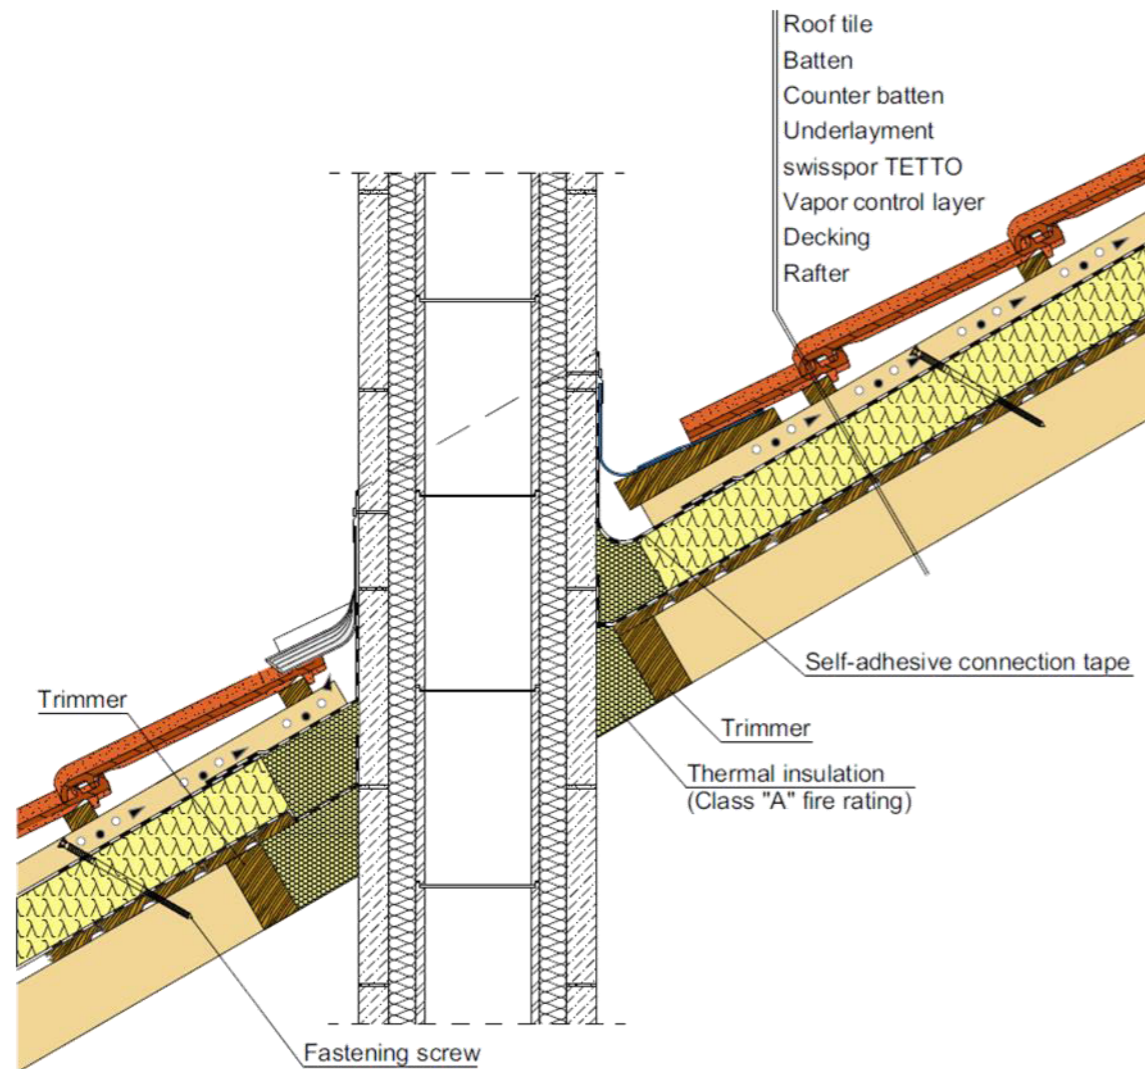 Roof tile
Batten
Counter batten
Underlayment
swisspor TETTO
Vapor control layer
Decking
Rafter
Self-adhesive connection tape
Trimmer
Trimmer
Thermal insulation
(Class "A" fire rating)
Fastening screw